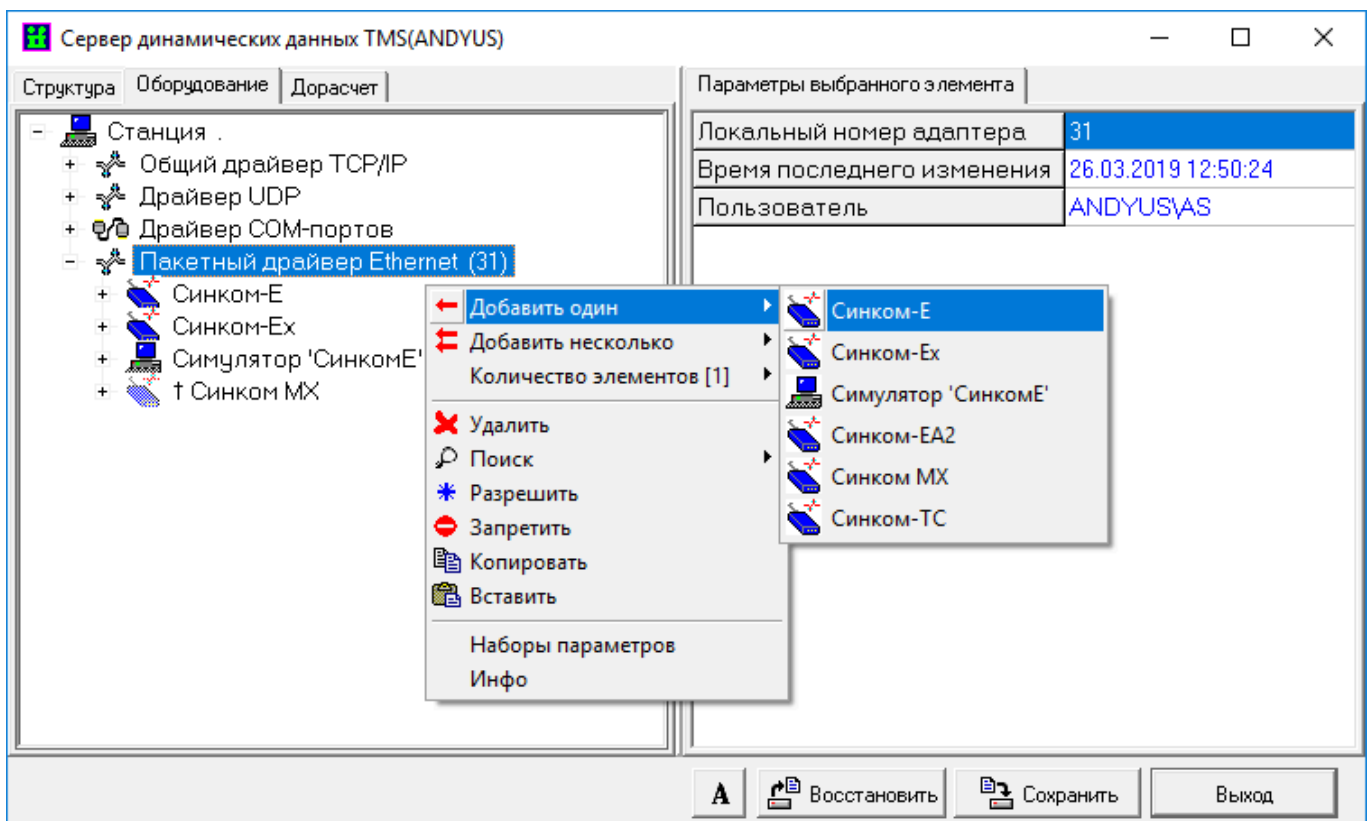 Сервер динамических данных TMS(ANDYUS)
Структура Оборудование Дорасчет
Станция .
Общий драйвер TCP/IP
Драйвер UDP
Драйвер COM-портов
Пакетный драйвер Ethernet (31)
Синком-E
Синком-Ex
Симулятор 'СинкомЕ'
† Синком MX
Добавить один
Добавить несколько
Количество элементов [1]
Удалить
Поиск
Разрешить
Запретить
Копировать
Вставить
Наборы параметров
Инфо
Синком-E
Синком-Ex
Симулятор 'СинкомЕ'
Синком-EA2
Синком MX
Синком-ТС
Параметры выбранного элемента
Локальный номер адаптера 31
Время последнего изменения 26.03.2019 12:50:24
Пользователь ANDYUS\AS
A Восстановить Сохранить Выход